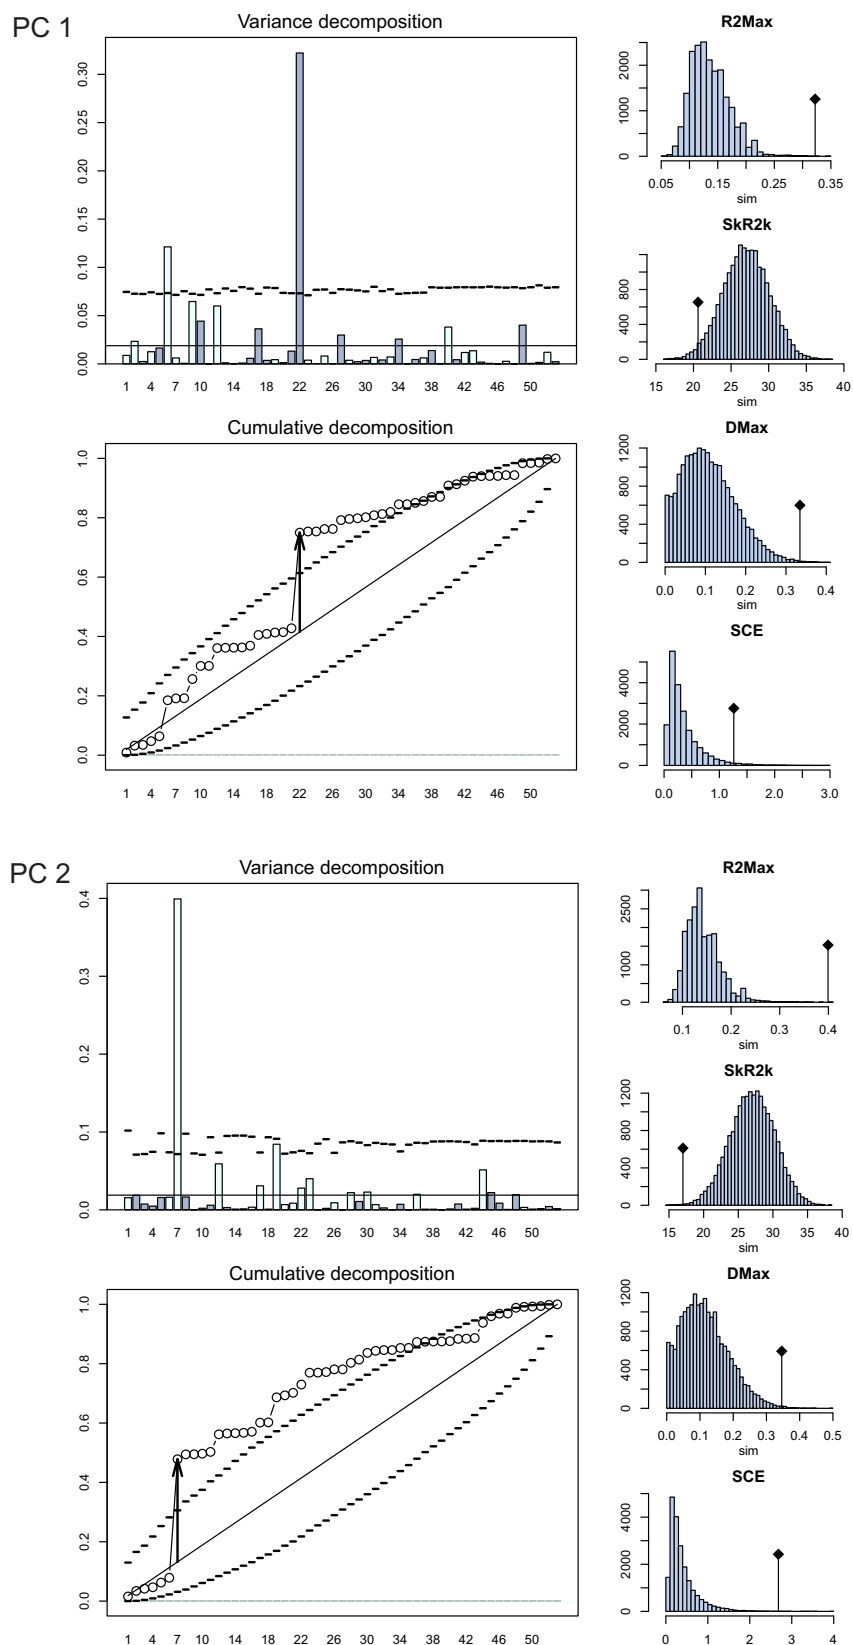 PC 1
Variance decomposition
0.00 0.05 0.10 0.15 0.20 0.25 0.30
1 4 7 10 14 18 22 26 30 34 38 42 46 50
R2Max
0 1000 2000
0.05 0.15 0.25 0.35
sim
SkR2k
0 400 800
15 20 25 30 35 40
sim
Cumulative decomposition
0.0 0.2 0.4 0.6 0.8 1.0
1 4 7 10 14 18 22 26 30 34 38 42 46 50
DMax
0 400 800 1200
0.0 0.1 0.2 0.3 0.4
sim
SCE
0 2000 4000
0.0 1.0 2.0 3.0
PC 2
Variance decomposition
0.0 0.1 0.2 0.3 0.4
1 4 7 10 14 18 22 26 30 34 38 42 46 50
R2Max
0 1000 2500
0.1 0.2 0.3 0.4
sim
SkR2k
0 400 800 1200
15 20 25 30 35 40
sim
Cumulative decomposition
0.0 0.2 0.4 0.6 0.8 1.0
1 4 7 10 14 18 22 26 30 34 38 42 46 50
DMax
0 400 800 1200
0.0 0.1 0.2 0.3 0.4 0.5
sim
SCE
0 2000 4000
0 1 2 3 4